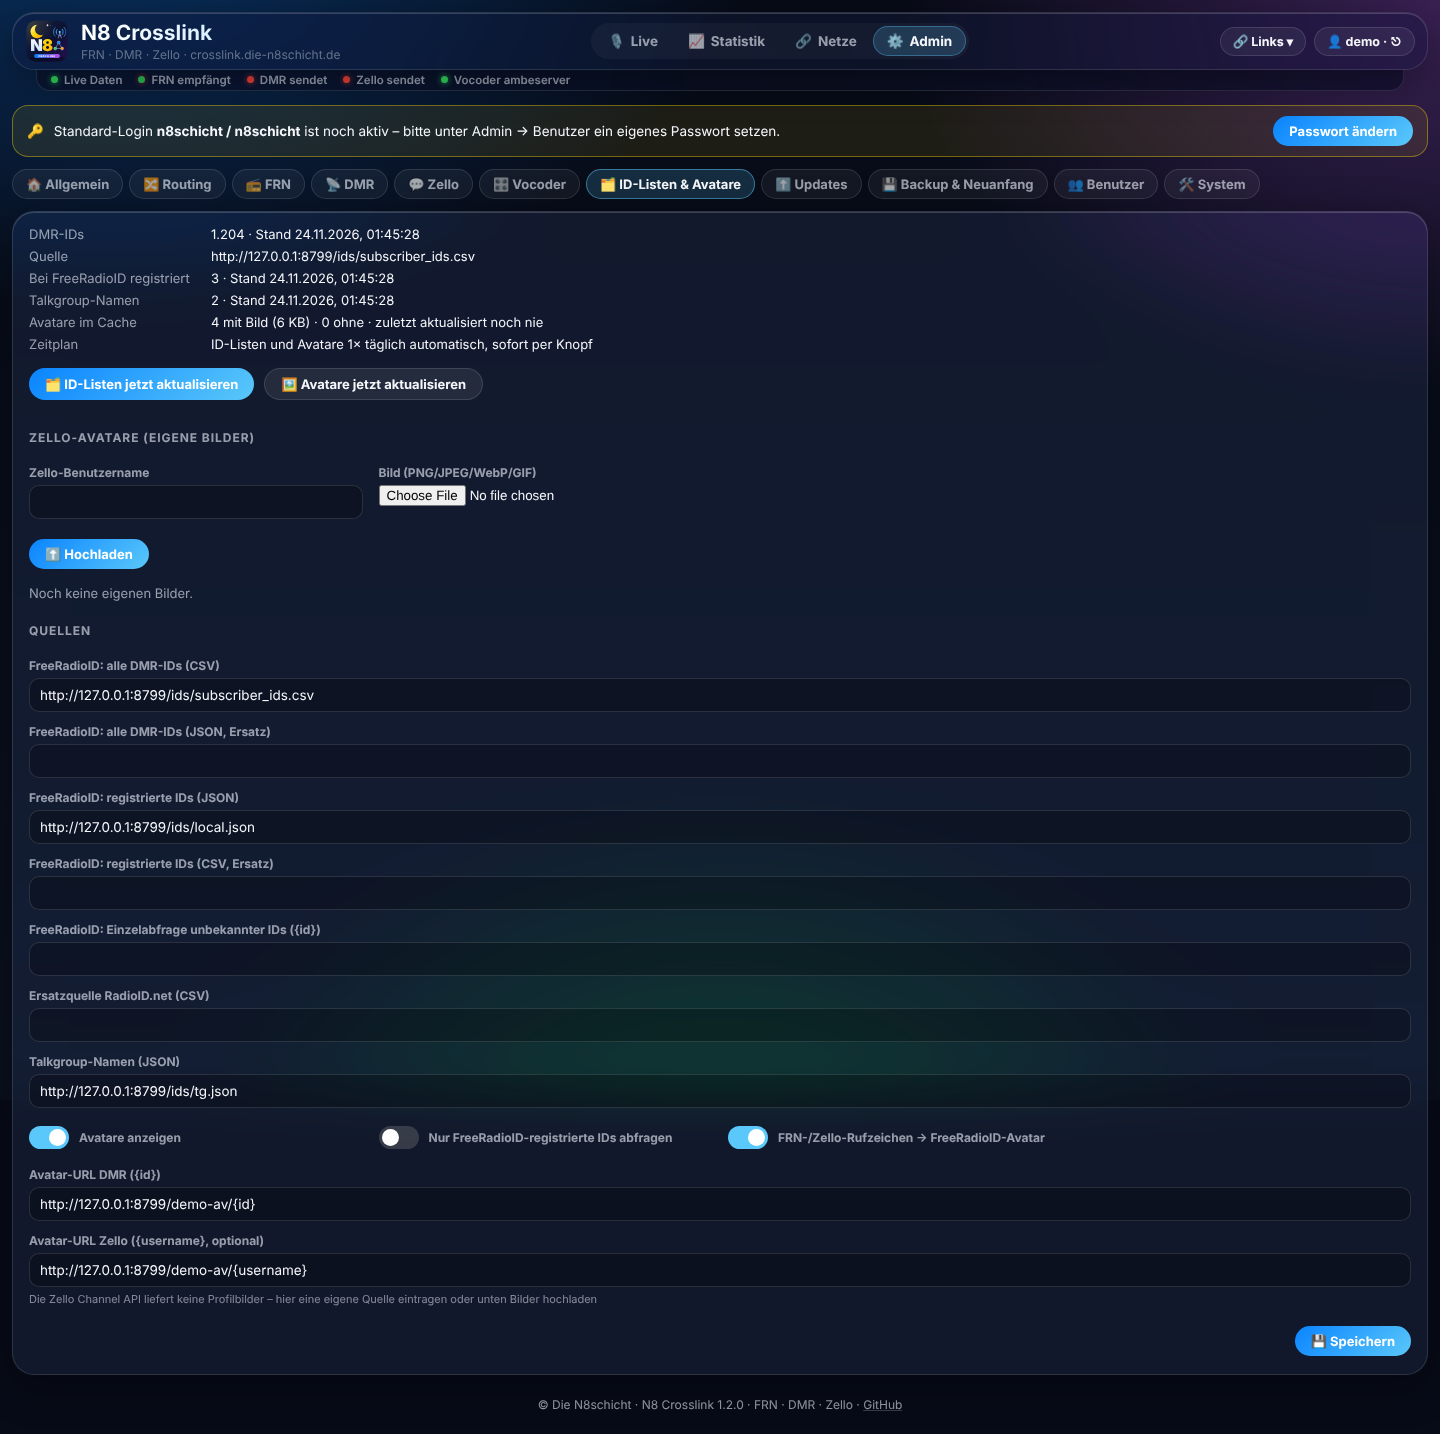 N8 Crosslink
FRN · DMR · Zello · crosslink.die-n8schicht.de
Live
Statistik
Netze
Admin
Links ▾
demo ·
Live Daten
FRN empfängt
DMR sendet
Zello sendet
Vocoder ambeserver
Standard-Login n8schicht / n8schicht ist noch aktiv – bitte unter Admin → Benutzer ein eigenes Passwort setzen.
Passwort ändern
Allgemein
Routing
FRN
DMR
Zello
Vocoder
ID-Listen & Avatare
Updates
Backup & Neuanfang
Benutzer
System
DMR-IDs 1.204 · Stand 24.11.2026, 01:45:28
Quelle http://127.0.0.1:8799/ids/subscriber_ids.csv
Bei FreeRadioID registriert 3 · Stand 24.11.2026, 01:45:28
Talkgroup-Namen 2 · Stand 24.11.2026, 01:45:28
Avatare im Cache 4 mit Bild (6 KB) · 0 ohne · zuletzt aktualisiert noch nie
Zeitplan ID-Listen und Avatare 1× täglich automatisch, sofort per Knopf
ID-Listen jetzt aktualisieren
Avatare jetzt aktualisieren
ZELLO-AVATARE (EIGENE BILDER)
Zello-Benutzername
Bild (PNG/JPEG/WebP/GIF)
Choose File No file chosen
Hochladen
Noch keine eigenen Bilder.
QUELLEN
FreeRadioID: alle DMR-IDs (CSV)
http://127.0.0.1:8799/ids/subscriber_ids.csv
FreeRadioID: alle DMR-IDs (JSON, Ersatz)
FreeRadioID: registrierte IDs (JSON)
http://127.0.0.1:8799/ids/local.json
FreeRadioID: registrierte IDs (CSV, Ersatz)
FreeRadioID: Einzelabfrage unbekannter IDs ({id})
Ersatzquelle RadioID.net (CSV)
Talkgroup-Namen (JSON)
http://127.0.0.1:8799/ids/tg.json
Avatare anzeigen
Nur FreeRadioID-registrierte IDs abfragen
FRN-/Zello-Rufzeichen → FreeRadioID-Avatar
Avatar-URL DMR ({id})
http://127.0.0.1:8799/demo-av/{id}
Avatar-URL Zello ({username}, optional)
http://127.0.0.1:8799/demo-av/{username}
Die Zello Channel API liefert keine Profilbilder – hier eine eigene Quelle eintragen oder unten Bilder hochladen
Speichern
© Die N8schicht · N8 Crosslink 1.2.0 · FRN · DMR · Zello · GitHub